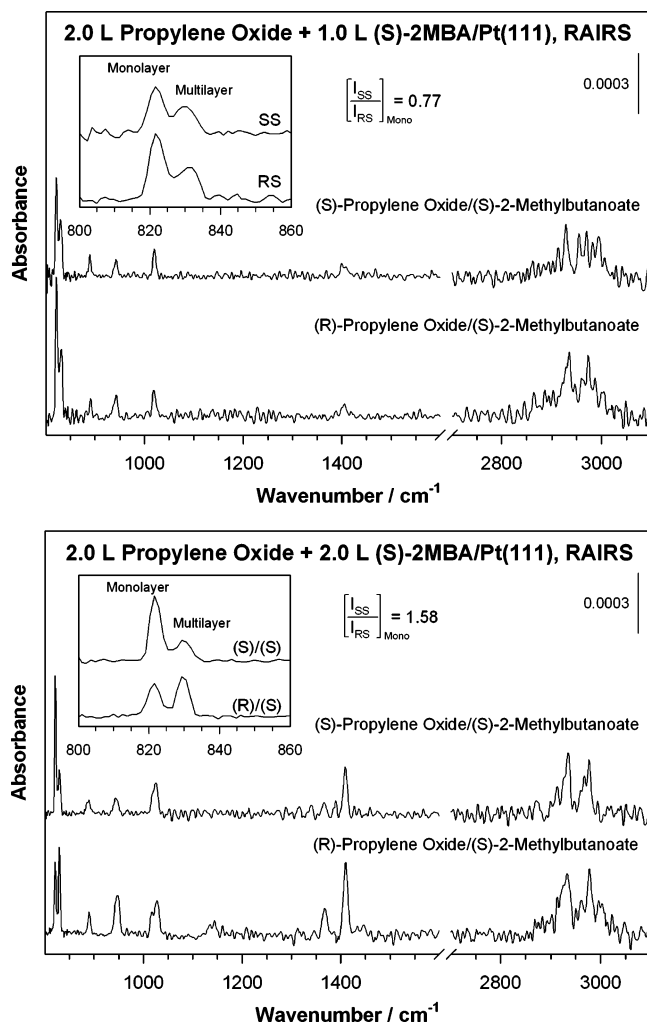 2.0 L Propylene Oxide + 1.0 L (S)-2MBA/Pt(111), RAIRS
Monolayer
Multilayer
SS
RS
800 820 840 860
[I_SS / I_RS]_Mono = 0.77
0.0003
Absorbance
(S)-Propylene Oxide/(S)-2-Methylbutanoate
(R)-Propylene Oxide/(S)-2-Methylbutanoate
1000 1200 1400 2800 3000
Wavenumber / cm⁻¹
2.0 L Propylene Oxide + 2.0 L (S)-2MBA/Pt(111), RAIRS
Monolayer
Multilayer
(S)/(S)
(R)/(S)
800 820 840 860
[I_SS / I_RS]_Mono = 1.58
0.0003
Absorbance
(S)-Propylene Oxide/(S)-2-Methylbutanoate
(R)-Propylene Oxide/(S)-2-Methylbutanoate
1000 1200 1400 2800 3000
Wavenumber / cm⁻¹